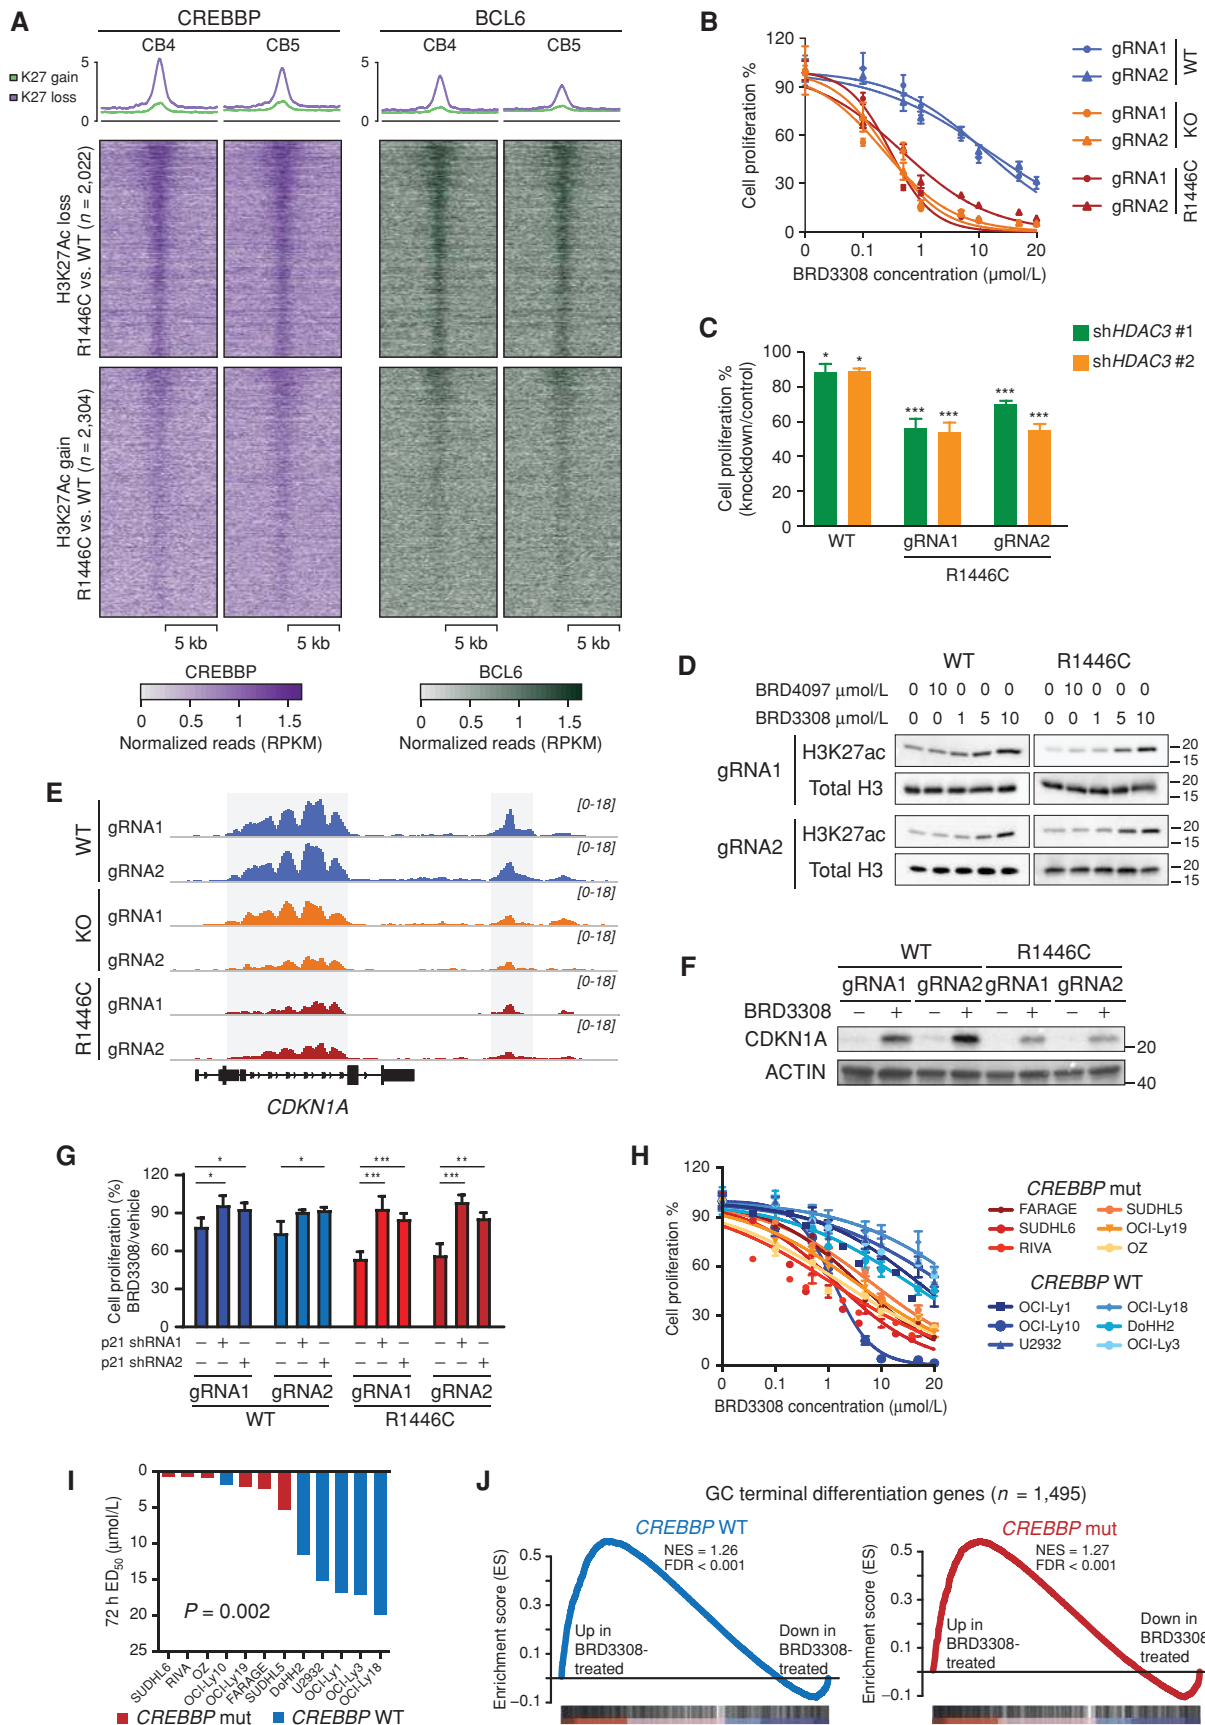 A
CREBBP
BCL6
CB4
CB5
CB4
CB5
K27 gain
K27 loss
5
0
5
0
H3K27Ac loss
R1446C vs. WT (n = 2,022)
H3K27Ac gain
R1446C vs. WT (n = 2,304)
5 kb
5 kb
5 kb
5 kb
CREBBP
0 0.5 1 1.5
Normalized reads (RPKM)
BCL6
0 0.5 1 1.5
Normalized reads (RPKM)
B
Cell proliferation %
120
90
60
30
0
0 0.1 1 10 20
BRD3308 concentration (µmol/L)
gRNA1
gRNA2
WT
gRNA1
gRNA2
KO
gRNA1
gRNA2
R1446C
C
Cell proliferation %
(knockdown/control)
100
80
60
40
20
0
* * *** *** *** ***
WT gRNA1 gRNA2
R1446C
shHDAC3 #1
shHDAC3 #2
D
WT R1446C
BRD4097 µmol/L 0 10 0 0 0 0 10 0 0 0
BRD3308 µmol/L 0 0 1 5 10 0 0 1 5 10
gRNA1
H3K27ac
20
15
Total H3
20
15
gRNA2
H3K27ac
20
15
Total H3
20
15
E
WT
gRNA1
[0-18]
gRNA2
[0-18]
KO
gRNA1
[0-18]
gRNA2
[0-18]
R1446C
gRNA1
[0-18]
gRNA2
[0-18]
CDKN1A
F
WT R1446C
gRNA1 gRNA2 gRNA1 gRNA2
BRD3308 − + − + − + − +
CDKN1A
20
ACTIN
40
G
Cell proliferation (%)
BRD3308/vehicle
120
90
60
30
0
* * * *** *** *** **
p21 shRNA1 − + − − + − − + − − + −
p21 shRNA2 − − + − − + − − + − − +
gRNA1 gRNA2 gRNA1 gRNA2
WT R1446C
H
Cell proliferation %
120
90
60
30
0
0 0.1 1 10 20
BRD3308 concentration (µmol/L)
CREBBP mut
FARAGE SUDHL5
SUDHL6 OCI-Ly19
RIVA OZ
CREBBP WT
OCI-Ly1 OCI-Ly18
OCI-Ly10 DoHH2
U2932 OCI-Ly3
I
72 h ED50 (µmol/L)
0
5
10
15
20
25
P = 0.002
SUDHL6
RIVA
OZ
OCI-Ly10
OCI-Ly19
FARAGE
SUDHL5
DoHH2
U2932
OCI-Ly1
OCI-Ly3
OCI-Ly18
CREBBP mut CREBBP WT
J
GC terminal differentiation genes (n = 1,495)
CREBBP WT
NES = 1.26
FDR < 0.001
Enrichment score (ES)
0.5
0.3
0.1
−0.1
Up in
BRD3308-
treated
Down in
BRD3308-
treated
CREBBP mut
NES = 1.27
FDR < 0.001
Enrichment score (ES)
0.5
0.3
0.1
−0.1
Up in
BRD3308-
treated
Down in
BRD3308
treated